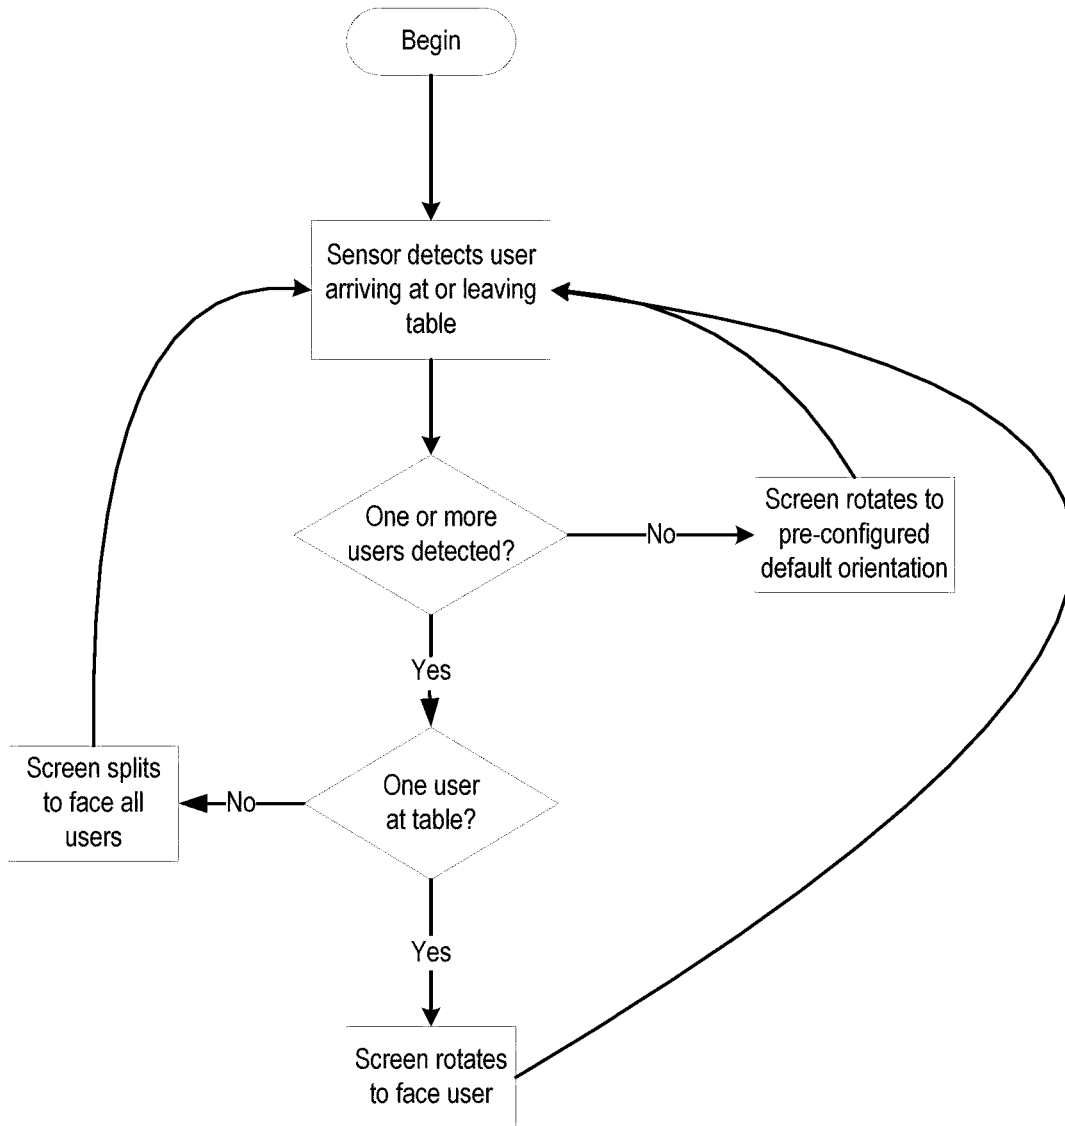 Begin
Sensor detects user
arriving at or leaving
table
One or more
users detected?
No
Screen rotates to
pre-configured
default orientation
Yes
One user
at table?
No
Screen splits
to face all
users
Yes
Screen rotates
to face user